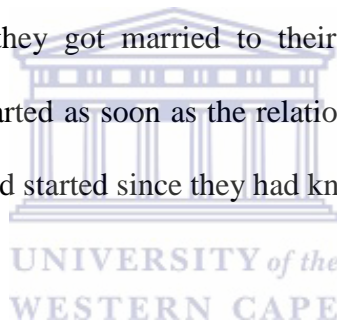 they got married to their
arted as soon as the relatio
d started since they had kn
UNIVERSITY of the
WESTERN CAPE